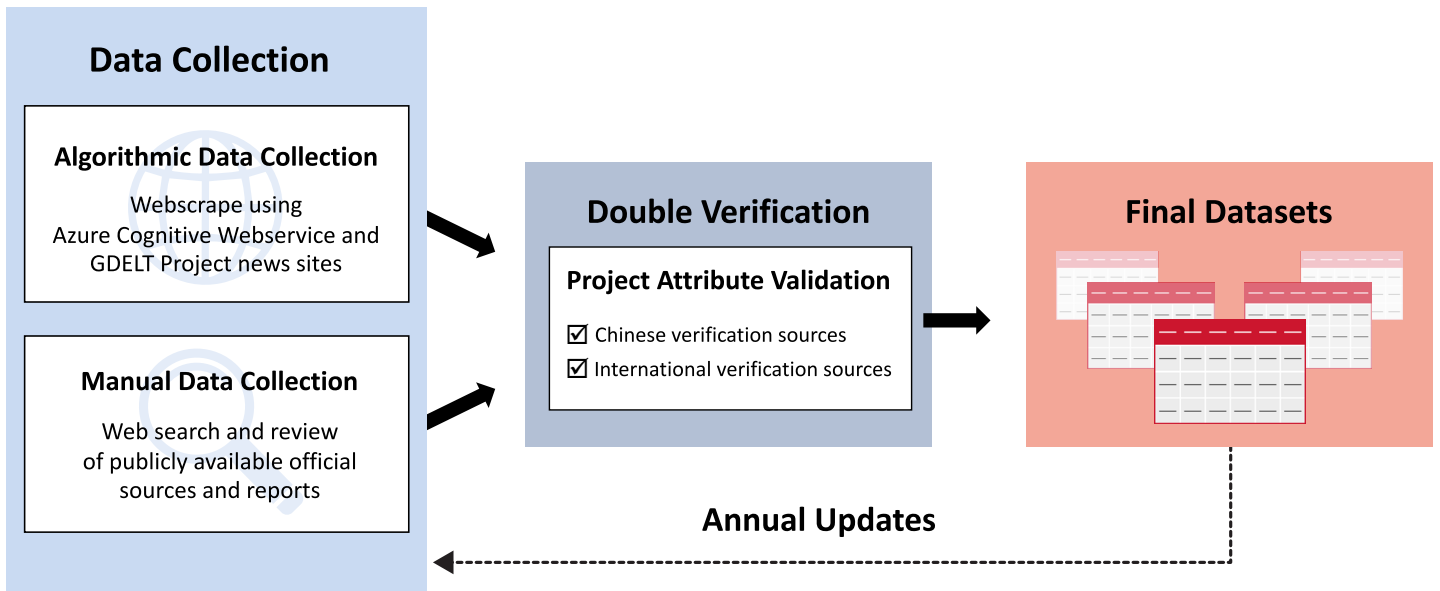 Data Collection
Algorithmic Data Collection
Webscrape using
Azure Cognitive Webservice and
GDELT Project news sites
Manual Data Collection
Web search and review
of publicly available official
sources and reports
Double Verification
Project Attribute Validation
Chinese verification sources
International verification sources
Final Datasets
Annual Updates